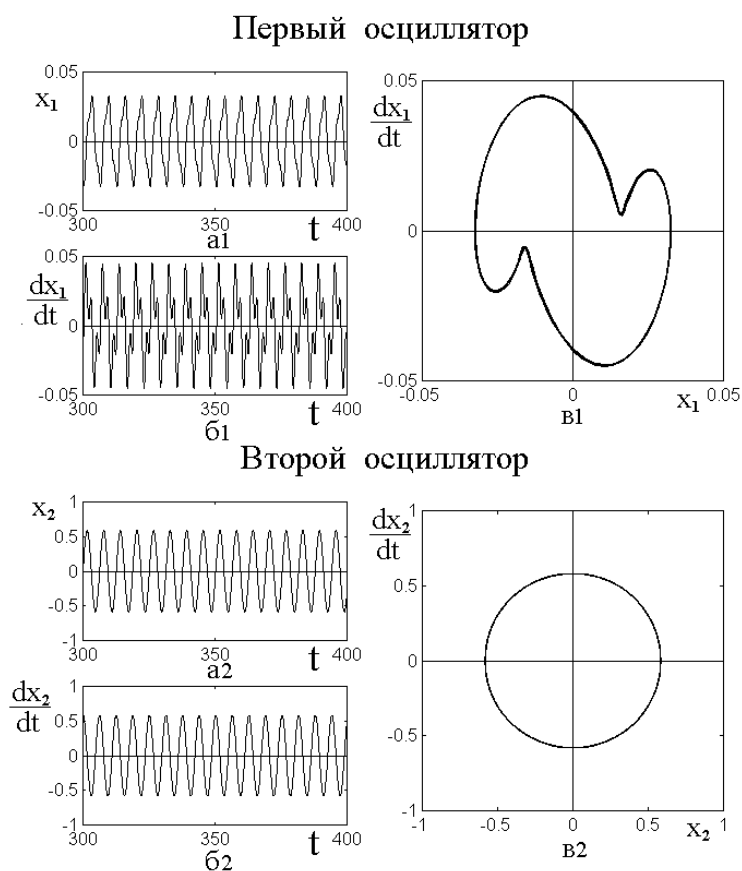 Первый осциллятор
0.05
x₁
0
-0.05
300
350
t
400
а1
0.05
dx₁
dt
0
-0.05
300
350
t
400
б1
0.05
dx₁
dt
0
-0.05
-0.05
0
x₁
0.05
в1
Второй осциллятор
1
x₂
0.5
0
-0.5
-1
300
350
t
400
а2
1
dx₂
dt
0.5
0
-0.5
-1
300
350
t
400
б2
1
dx₂
dt
0.5
0
-0.5
-1
-1
-0.5
0
0.5
x₂
1
в2